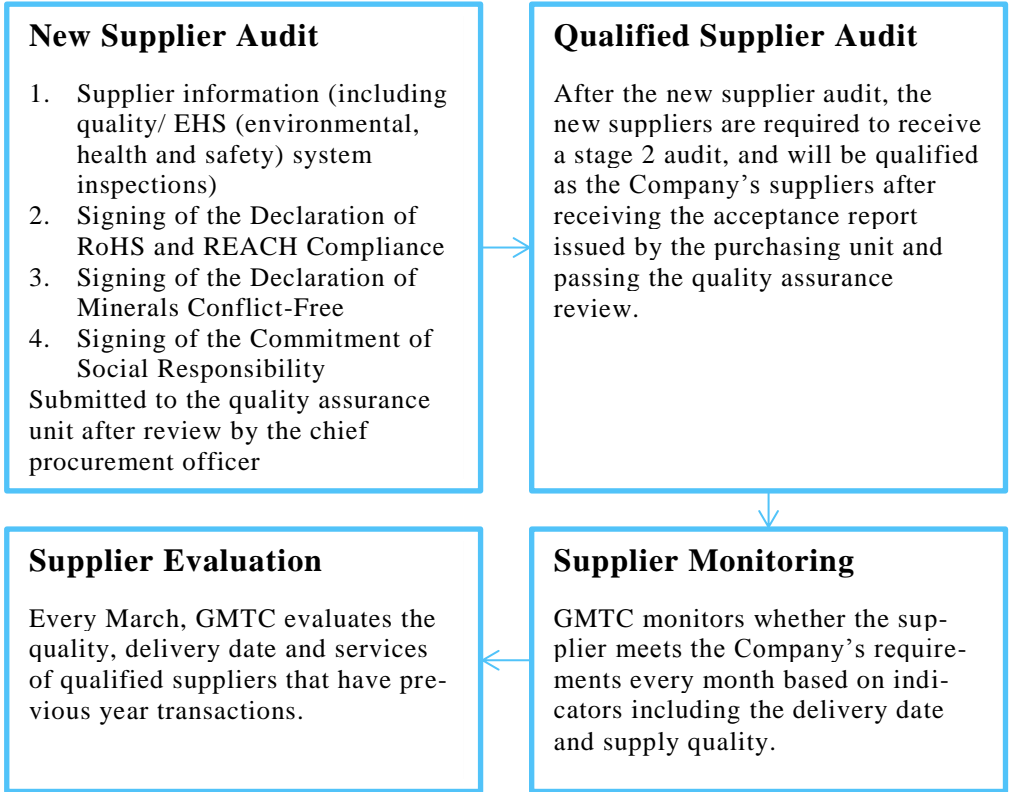 New Supplier Audit
1. Supplier information (including
quality/ EHS (environmental,
health and safety) system
inspections)
2. Signing of the Declaration of
RoHS and REACH Compliance
3. Signing of the Declaration of
Minerals Conflict-Free
4. Signing of the Commitment of
Social Responsibility
Submitted to the quality assurance
unit after review by the chief
procurement officer
Qualified Supplier Audit
After the new supplier audit, the
new suppliers are required to receive
a stage 2 audit, and will be qualified
as the Company’s suppliers after
receiving the acceptance report
issued by the purchasing unit and
passing the quality assurance
review.
Supplier Monitoring
GMTC monitors whether the sup-
plier meets the Company’s require-
ments every month based on indi-
cators including the delivery date
and supply quality.
Supplier Evaluation
Every March, GMTC evaluates the
quality, delivery date and services
of qualified suppliers that have pre-
vious year transactions.